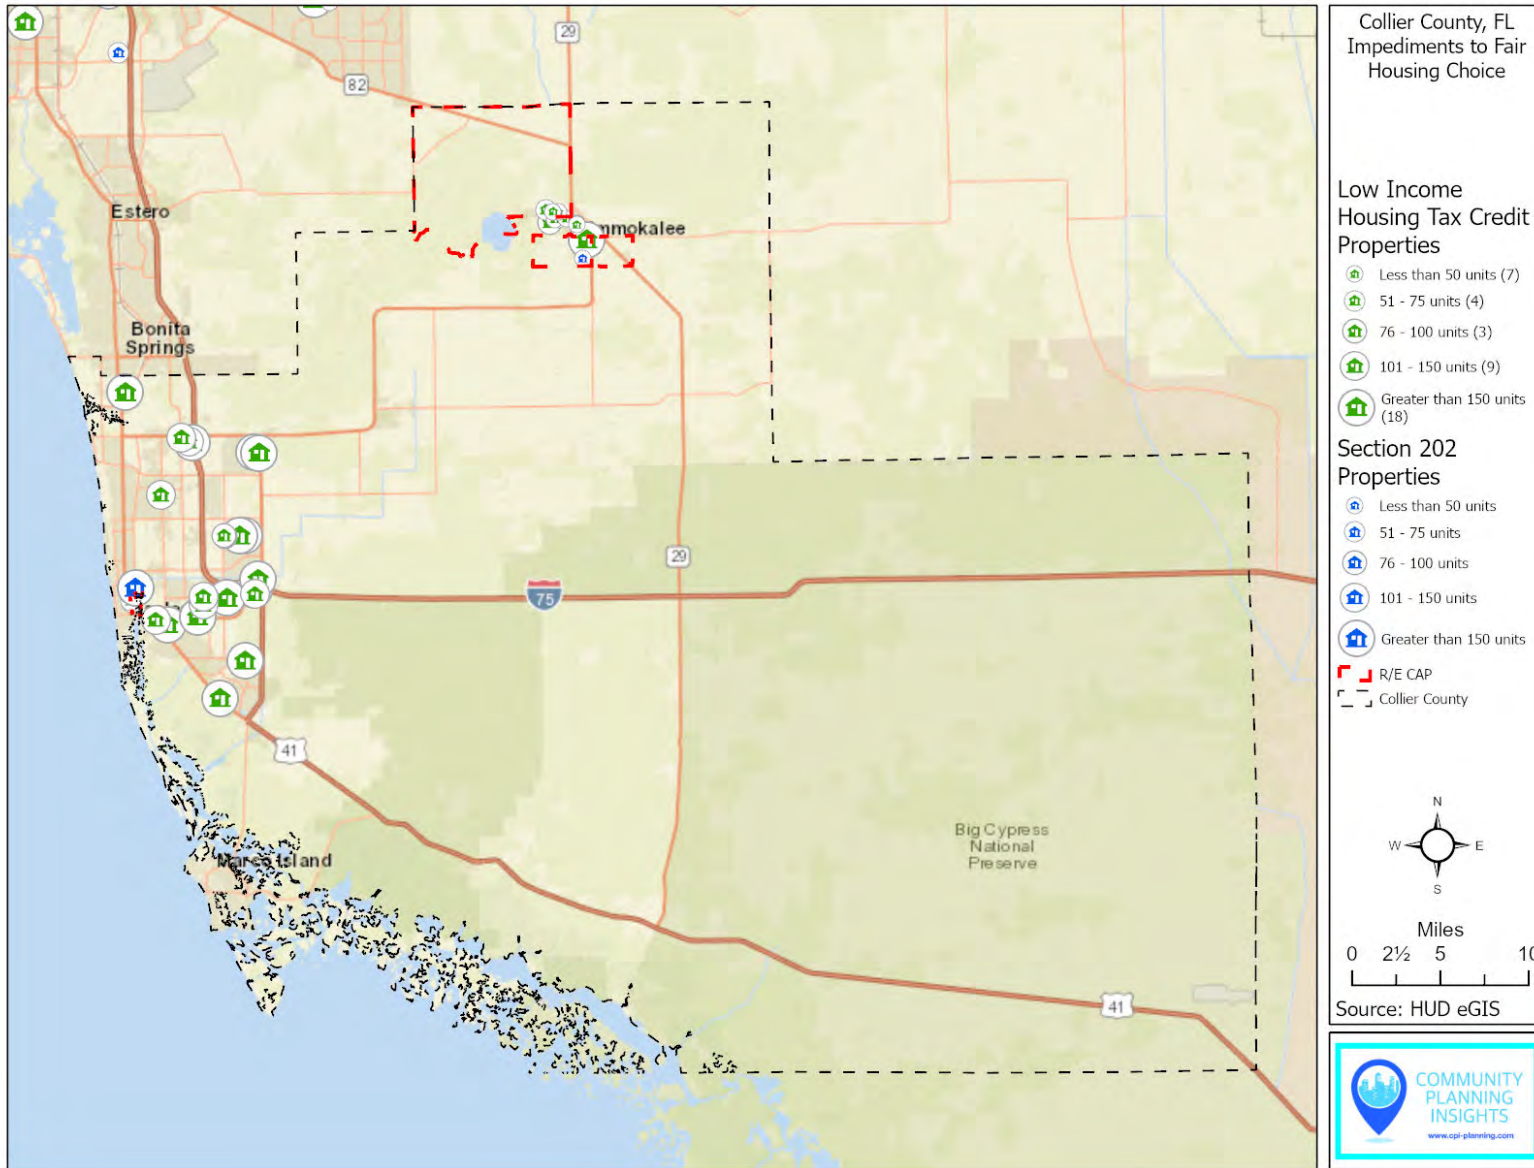 29
82
Estero
mmokalee
Bonita
Springs
29
75
41
Marco Island
Big Cypress
National
Preserve
41
Collier County, FL
Impediments to Fair
Housing Choice
Low Income
Housing Tax Credit
Properties
Less than 50 units (7)
51 - 75 units (4)
76 - 100 units (3)
101 - 150 units (9)
Greater than 150 units
(18)
Section 202
Properties
Less than 50 units
51 - 75 units
76 - 100 units
101 - 150 units
Greater than 150 units
R/E CAP
Collier County
N
W E
S
Miles
0 2½ 5 10
Source: HUD eGIS
COMMUNITY
PLANNING
INSIGHTS
www.cpi-planning.com